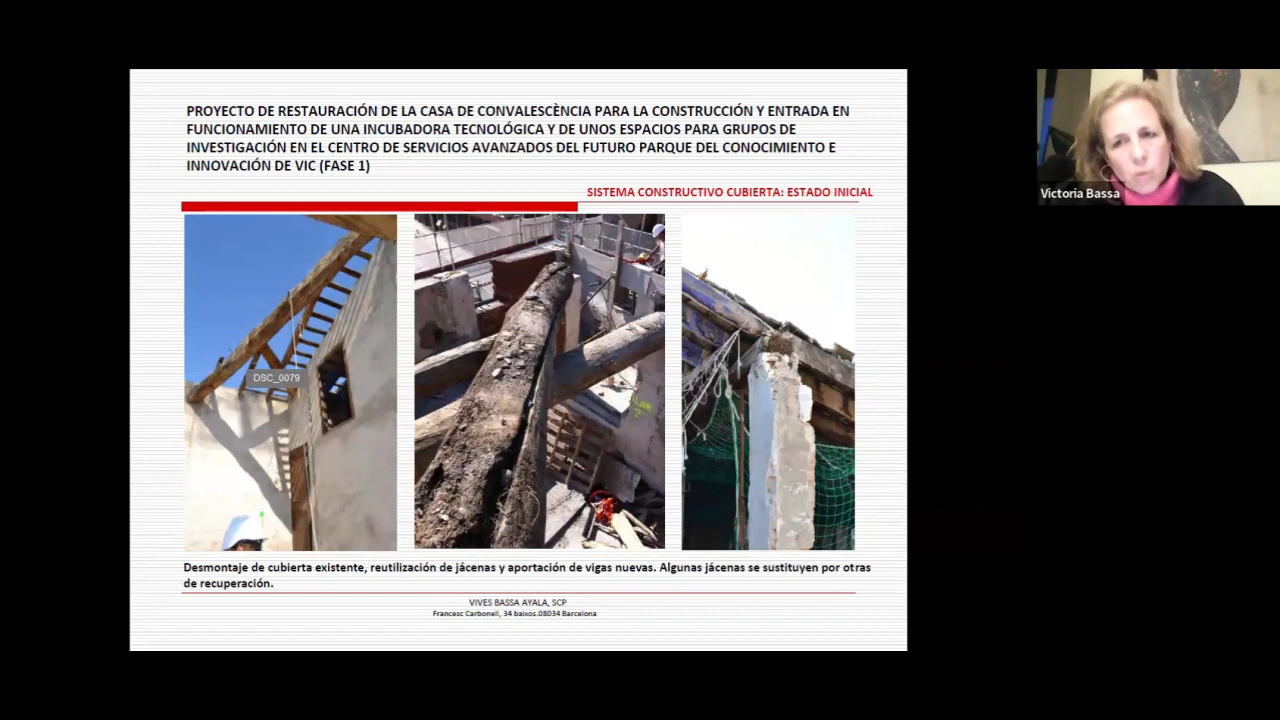 PROYECTO DE RESTAURACIÓN DE LA CASA DE CONVALESCÈNCIA PARA LA CONSTRUCCIÓN Y ENTRADA EN
FUNCIONAMIENTO DE UNA INCUBADORA TECNOLÓGICA Y DE UNOS ESPACIOS PARA GRUPOS DE
INVESTIGACIÓN EN EL CENTRO DE SERVICIOS AVANZADOS DEL FUTURO PARQUE DEL CONOCIMIENTO E
INNOVACIÓN DE VIC (FASE 1)
SISTEMA CONSTRUCTIVO CUBIERTA: ESTADO INICIAL
Victoria Bassa
DSC_0079
Desmontaje de cubierta existente, reutilización de jácenas y aportación de vigas nuevas. Algunas jácenas se sustituyen por otras
de recuperación.
VIVES BASSA AYALA, SCP
Francesc Carbonell, 34 baixos.08034 Barcelona